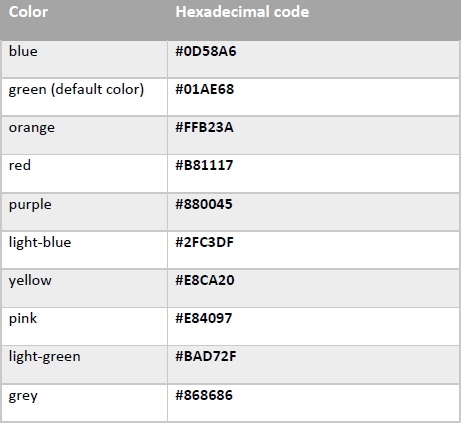 Color Hexadecimal code
blue #0D58A6
green (default color) #01AE68
orange #FFB23A
red #B81117
purple #880045
light-blue #2FC3DF
yellow #E8CA20
pink #E84097
light-green #BAD72F
grey #868686